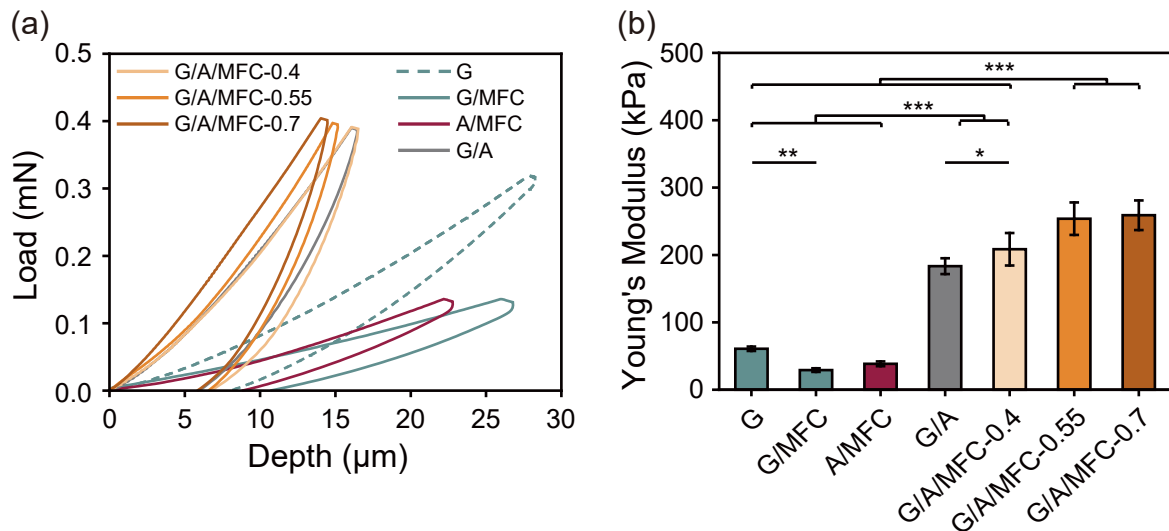 (a)
0.5
0.4
0.3
0.2
0.1
0.0
Load (mN)
G/A/MFC-0.4
G/A/MFC-0.55
G/A/MFC-0.7
G
G/MFC
A/MFC
G/A
0 5 10 15 20 25 30
Depth (µm)
(b)
500
400
300
200
100
0
Young's Modulus (kPa)
***
***
**
*
G
G/MFC
A/MFC
G/A
G/A/MFC-0.4
G/A/MFC-0.55
G/A/MFC-0.7